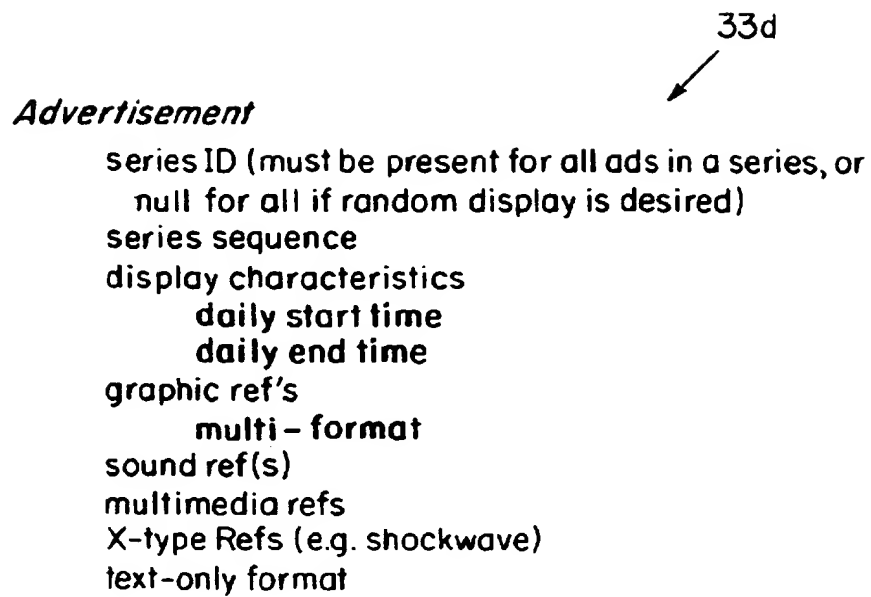 33d
Advertisement
series ID (must be present for all ads in a series, or
null for all if random display is desired)
series sequence
display characteristics
daily start time
daily end time
graphic ref's
multi-format
sound ref(s)
multimedia refs
X-type Refs (e.g. shockwave)
text-only format